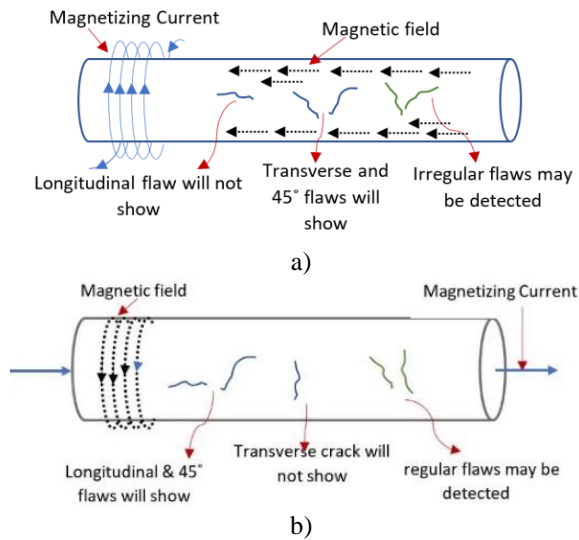 Magnetizing Current
Magnetic field
Longitudinal flaw will not
show
Transverse and
45˚ flaws will
show
Irregular flaws may
be detected
a)
Magnetic field
Magnetizing Current
Longitudinal & 45˚
flaws will show
Transverse crack will
not show
regular flaws may be
detected
b)